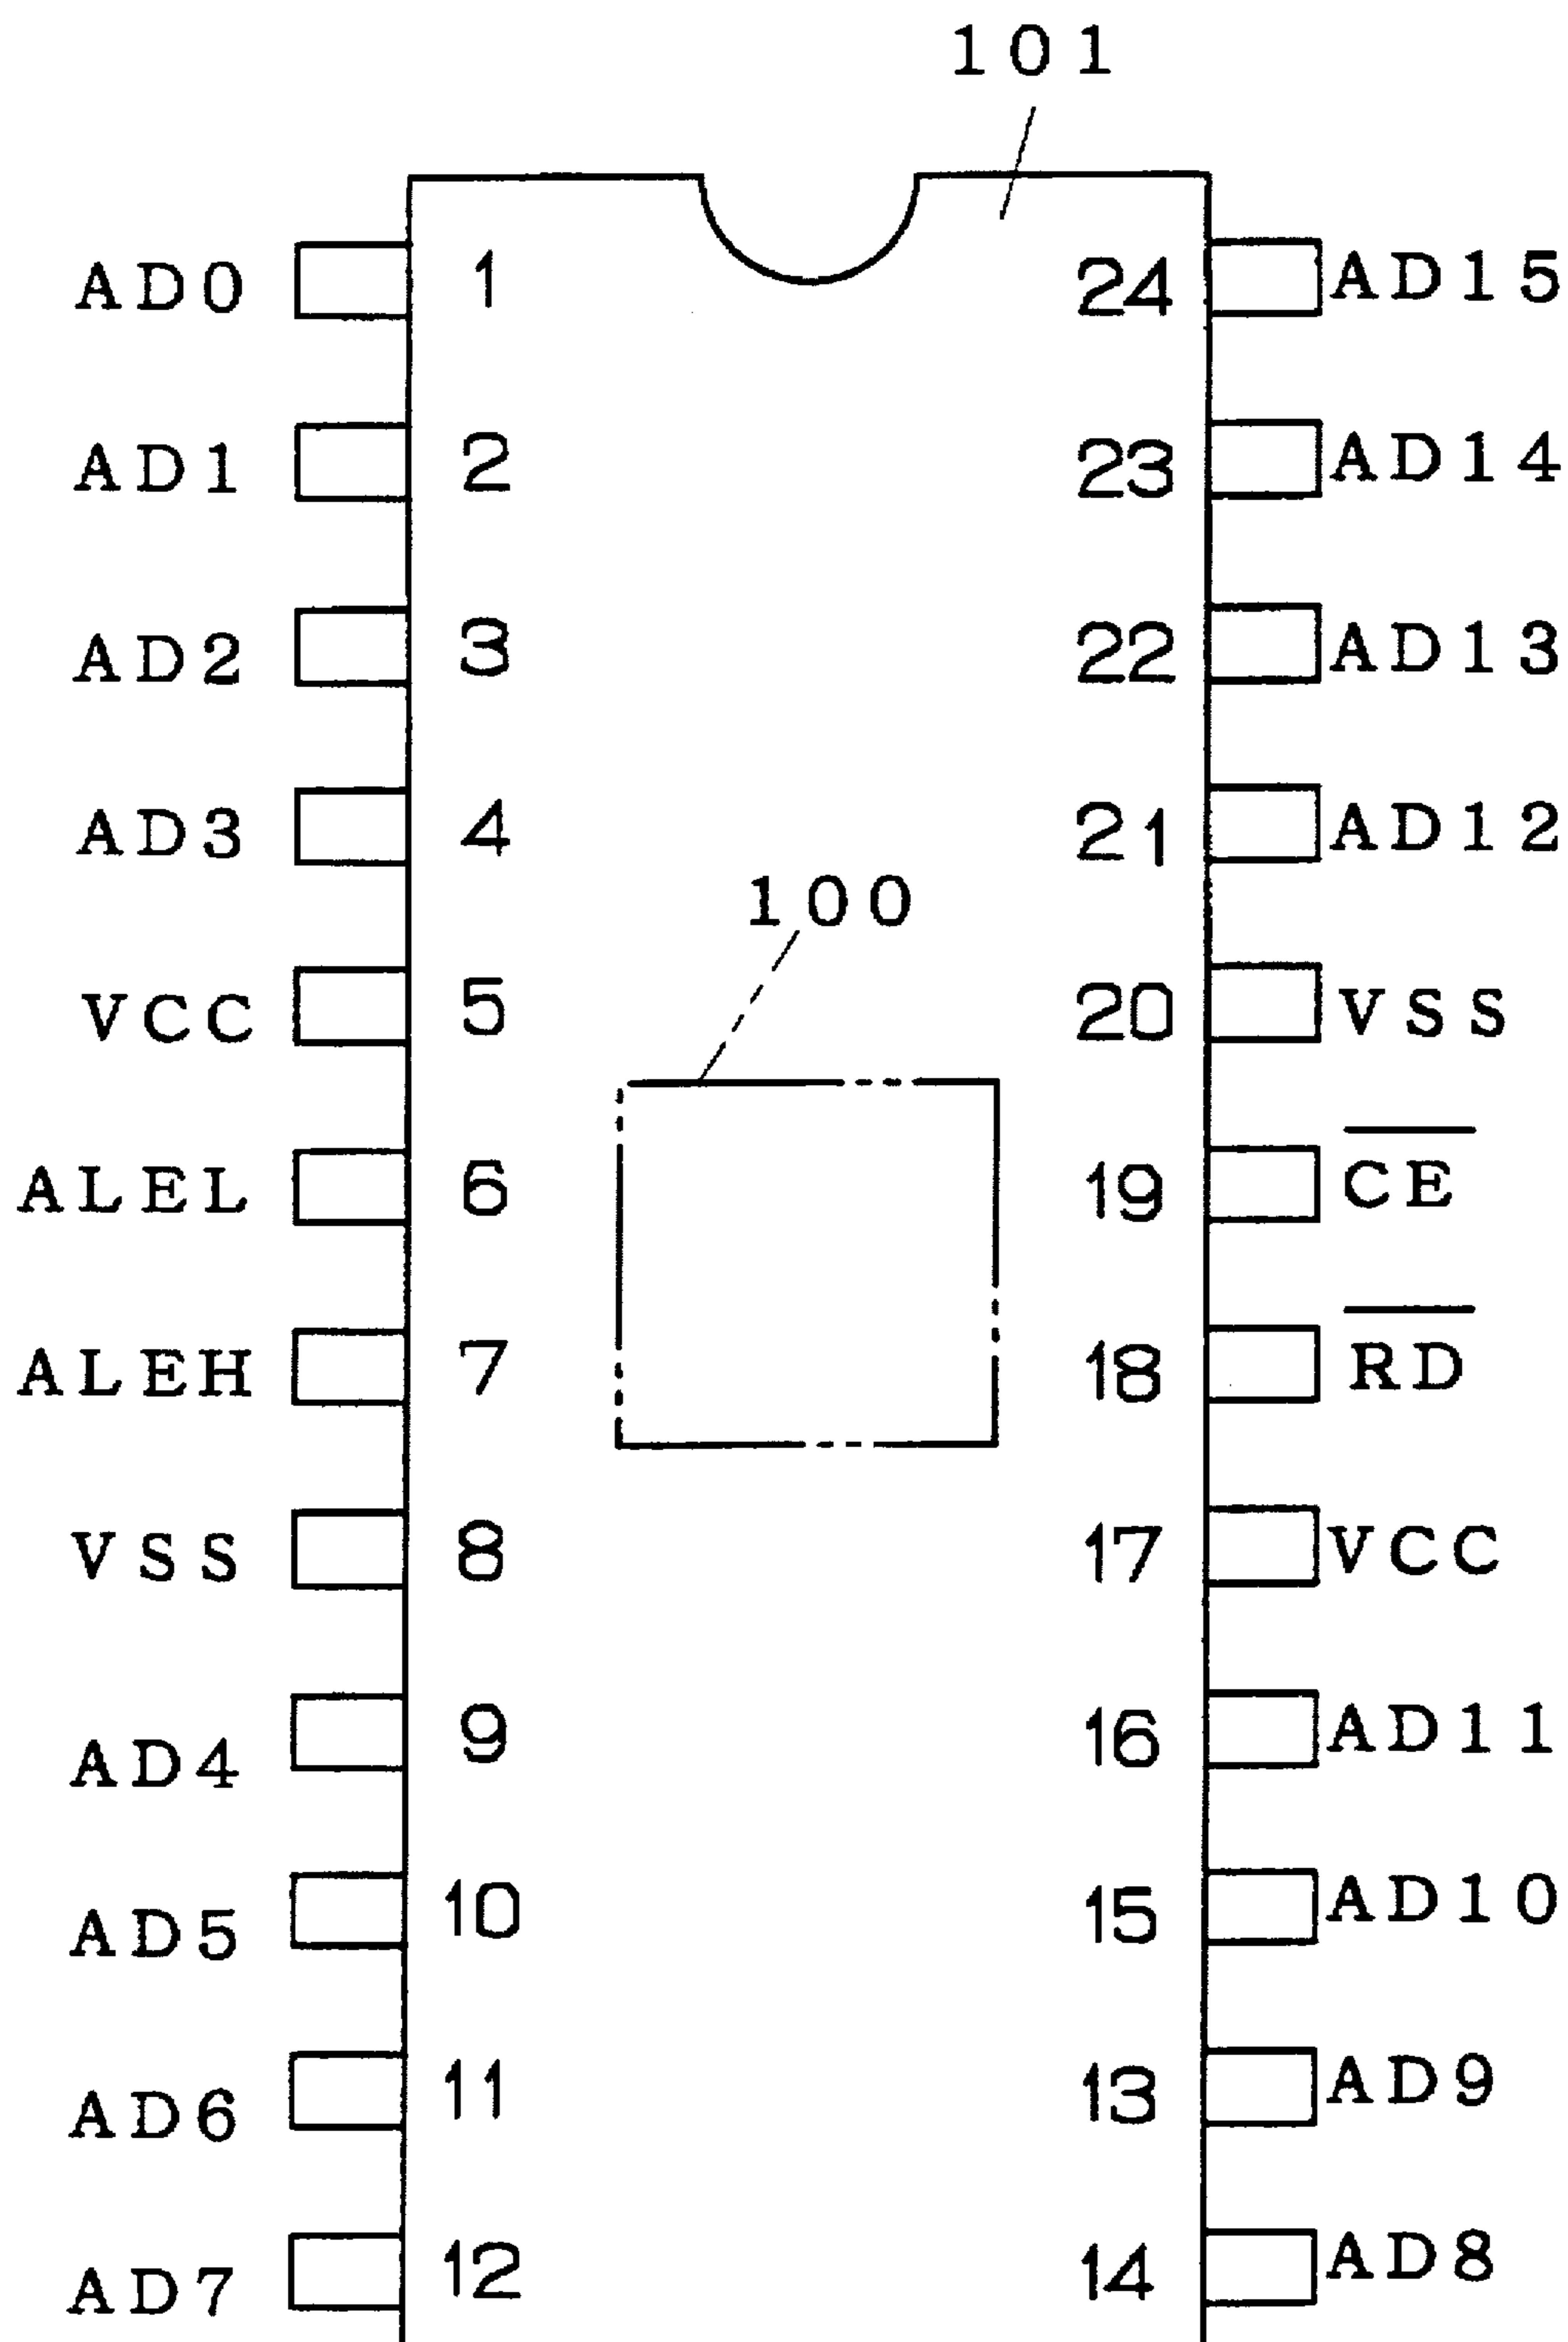 101
AD0 1 24 AD15
AD1 2 23 AD14
AD2 3 22 AD13
AD3 4 21 AD12
100
VCC 5 20 VSS
ALEL 6 19 C̅E̅
ALEH 7 18 R̅D̅
VSS 8 17 VCC
AD4 9 16 AD11
AD5 10 15 AD10
AD6 11 13 AD9
AD7 12 14 AD8